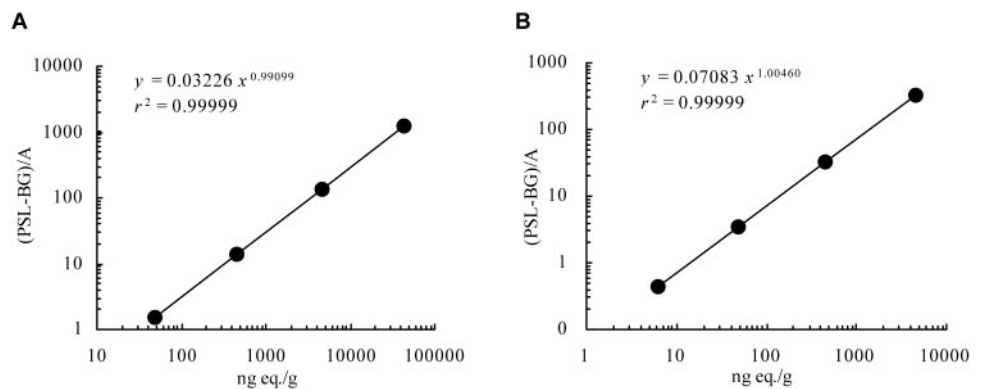 A
y = 0.03226 x^0.99099
r² = 0.99999
(PSL-BG)/A
10000
1000
100
10
1
10 100 1000 10000 100000
ng eq./g
B
y = 0.07083 x^1.00460
r² = 0.99999
(PSL-BG)/A
1000
100
10
1
0
1 10 100 1000 10000
ng eq./g